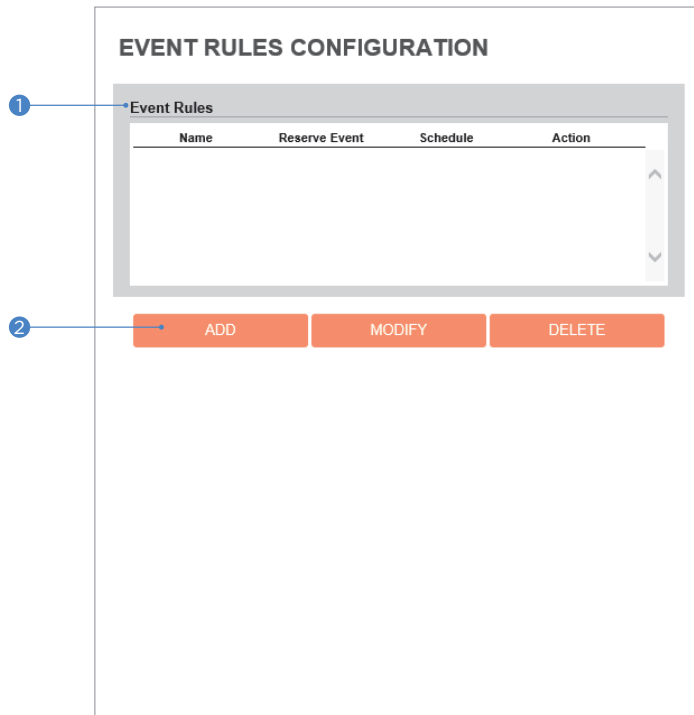 EVENT RULES CONFIGURATION
1
Event Rules
Name Reserve Event Schedule Action
2
ADD MODIFY DELETE